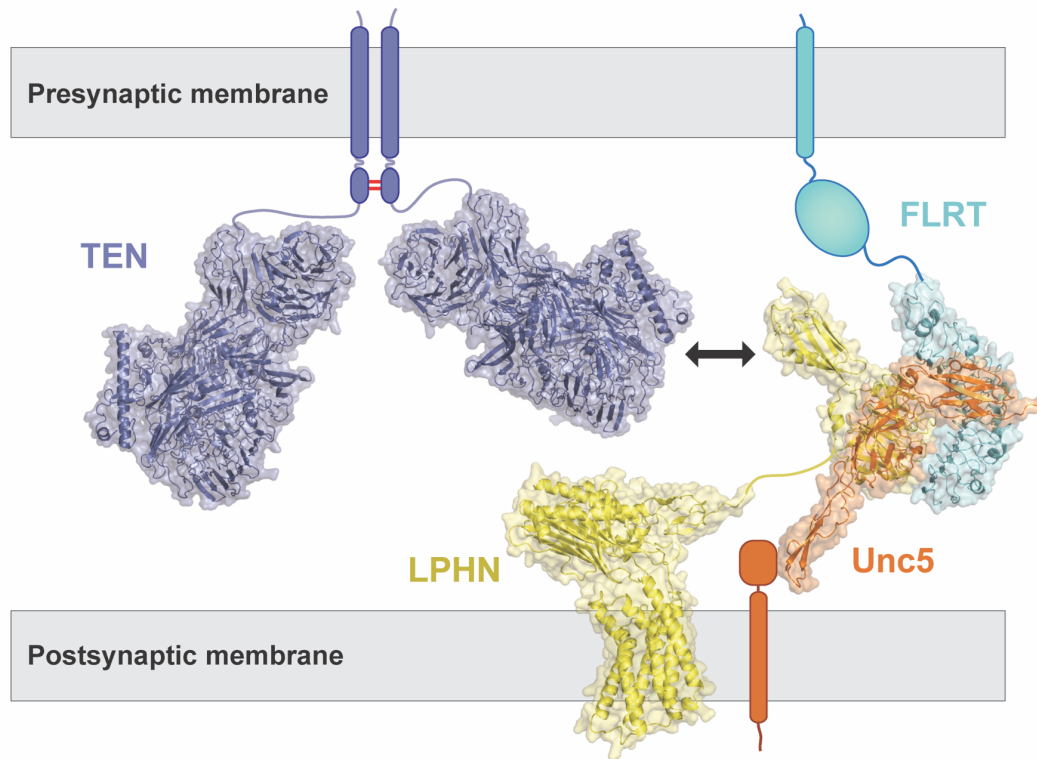 Presynaptic membrane
FLRT
TEN
LPHN
Unc5
Postsynaptic membrane